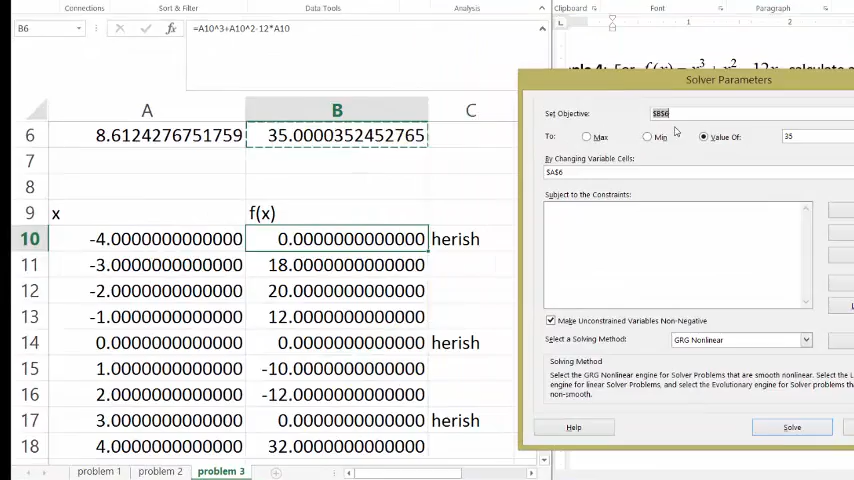 Connections Sort & Filter Data Tools Analysis Clipboard Font Paragraph
B6 fx =A10^3+A10^2-12*A10
1 2
A B C
6 8.6124276751759 35.0000352452765
7
8
9 x f(x)
10 -4.0000000000000 0.0000000000000 herish
11 -3.0000000000000 18.0000000000000
12 -2.0000000000000 20.0000000000000
13 -1.0000000000000 12.0000000000000
14 0.0000000000000 0.0000000000000 herish
15 1.0000000000000 -10.0000000000000
16 2.0000000000000 -12.0000000000000
17 3.0000000000000 0.0000000000000 herish
18 4.0000000000000 32.0000000000000
problem 1 problem 2 problem 3
Solver Parameters
Set Objective: $B$6
To: Max Min Value Of: 35
By Changing Variable Cells:
$A$6
Subject to the Constraints:
Make Unconstrained Variables Non-Negative
Select a Solving Method: GRG Nonlinear
Solving Method
Select the GRG Nonlinear engine for Solver Problems that are smooth nonlinear. Select the L
engine for linear Solver Problems, and select the Evolutionary engine for Solver problems tha
non-smooth.
Help Solve